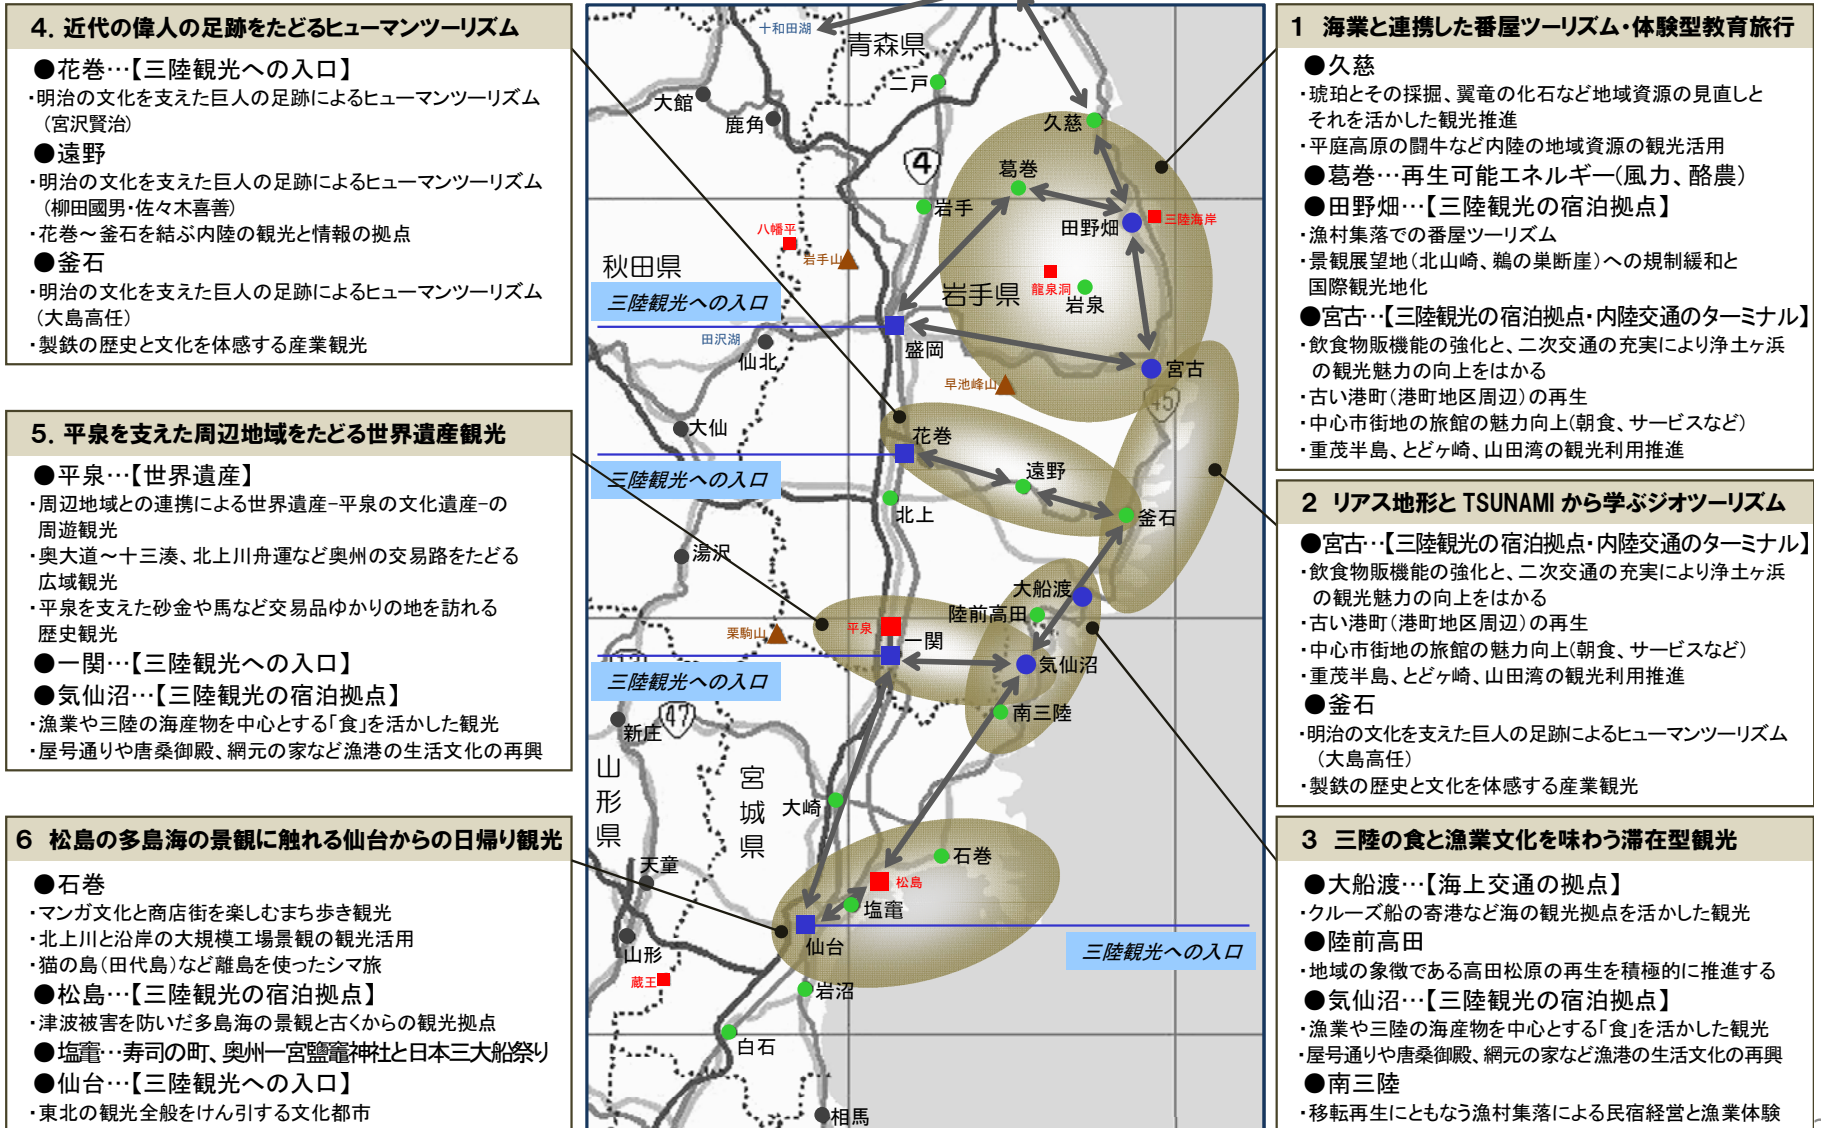 4．近代の偉人の足跡をたどるヒューマンツーリズム
●花巻…【三陸観光への入口】
・明治の文化を支えた巨人の足跡によるヒューマンツーリズム
（宮沢賢治）
●遠野
・明治の文化を支えた巨人の足跡によるヒューマンツーリズム
（柳田國男・佐々木喜善）
・花巻～釜石を結ぶ内陸の観光と情報の拠点
●釜石
・明治の文化を支えた巨人の足跡によるヒューマンツーリズム
（大島高任）
・製鉄の歴史と文化を体感する産業観光
5．平泉を支えた周辺地域をたどる世界遺産観光
●平泉…【世界遺産】
・周辺地域との連携による世界遺産−平泉の文化遺産−の
周遊観光
・奥大道～十三湊、北上川舟運など奥州の交易路をたどる
広域観光
・平泉を支えた砂金や馬など交易品ゆかりの地を訪れる
歴史観光
●一関…【三陸観光への入口】
●気仙沼…【三陸観光の宿泊拠点】
・漁業や三陸の海産物を中心とする「食」を活かした観光
・屋号通りや唐桑御殿、網元の家など漁港の生活文化の再興
6　松島の多島海の景観に触れる仙台からの日帰り観光
●石巻
・マンガ文化と商店街を楽しむまち歩き観光
・北上川と沿岸の大規模工場景観の観光活用
・猫の島（田代島）など離島を使ったシマ旅
●松島…【三陸観光の宿泊拠点】
・津波被害を防いだ多島海の景観と古くからの観光拠点
●塩竈…寿司の町、奥州一宮鹽竈神社と日本三大船祭り
●仙台…【三陸観光への入口】
・東北の観光全般をけん引する文化都市
十和田湖
青森県
二戸
大館
鹿角
久慈
4
葛巻
岩手
田野畑
三陸海岸
八幡平
岩手山
秋田県
三陸観光への入口
岩手県
龍泉洞
岩泉
田沢湖
仙北
盛岡
宮古
早池峰山
45
大仙
花巻
三陸観光への入口
遠野
北上
釜石
湯沢
大船渡
陸前高田
栗駒山
平泉
一関
13
気仙沼
三陸観光への入口
南三陸
47
新庄
山形県
宮城県
大崎
天童
石巻
松島
塩竈
山形
仙台
三陸観光への入口
蔵王
岩沼
白石
相馬
1　海業と連携した番屋ツーリズム・体験型教育旅行
●久慈
・琥珀とその採掘、翼竜の化石など地域資源の見直しと
それを活かした観光推進
・平庭高原の闘牛など内陸の地域資源の観光活用
●葛巻…再生可能エネルギー（風力、酪農）
●田野畑…【三陸観光の宿泊拠点】
・漁村集落での番屋ツーリズム
・景観展望地（北山崎、鵜の巣断崖）への規制緩和と
国際観光地化
●宮古…【三陸観光の宿泊拠点・内陸交通のターミナル】
・飲食物販機能の強化と、二次交通の充実により浄土ヶ浜
の観光魅力の向上をはかる
・古い港町（港町地区周辺）の再生
・中心市街地の旅館の魅力向上（朝食、サービスなど）
・重茂半島、とどヶ崎、山田湾の観光利用推進
2　リアス地形と TSUNAMI から学ぶジオツーリズム
●宮古…【三陸観光の宿泊拠点・内陸交通のターミナル】
・飲食物販機能の強化と、二次交通の充実により浄土ヶ浜
の観光魅力の向上をはかる
・古い港町（港町地区周辺）の再生
・中心市街地の旅館の魅力向上（朝食、サービスなど）
・重茂半島、とどヶ崎、山田湾の観光利用推進
●釜石
・明治の文化を支えた巨人の足跡によるヒューマンツーリズム
（大島高任）
・製鉄の歴史と文化を体感する産業観光
3　三陸の食と漁業文化を味わう滞在型観光
●大船渡…【海上交通の拠点】
・クルーズ船の寄港など海の観光拠点を活かした観光
●陸前高田
・地域の象徴である高田松原の再生を積極的に推進する
●気仙沼…【三陸観光の宿泊拠点】
・漁業や三陸の海産物を中心とする「食」を活かした観光
・屋号通りや唐桑御殿、網元の家など漁港の生活文化の再興
●南三陸
・移転再生にともなう漁村集落による民宿経営と漁業体験